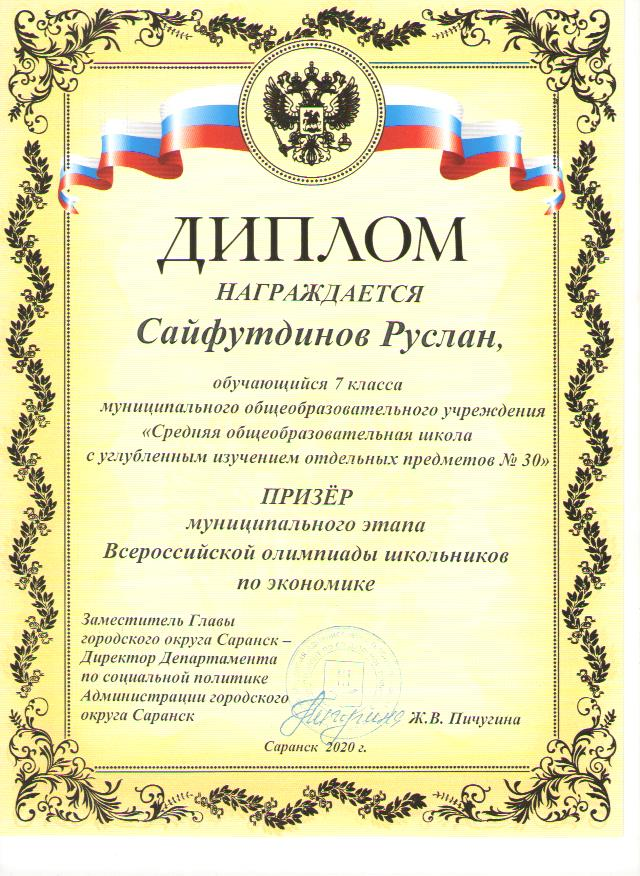 ДИПЛОМ
НАГРАЖДАЕТСЯ
Сайфутдинов Руслан,
обучающийся 7 класса
муниципального общеобразовательного учреждения
«Средняя общеобразовательная школа
с углубленным изучением отдельных предметов № 30»
ПРИЗЁР
муниципального этапа
Всероссийской олимпиады школьников
по экономике
Заместитель Главы
городского округа Саранск –
Директор Департамента
по социальной политике
Администрации городского
округа Саранск
Ж.В. Пичугина
Саранск 2020 г.